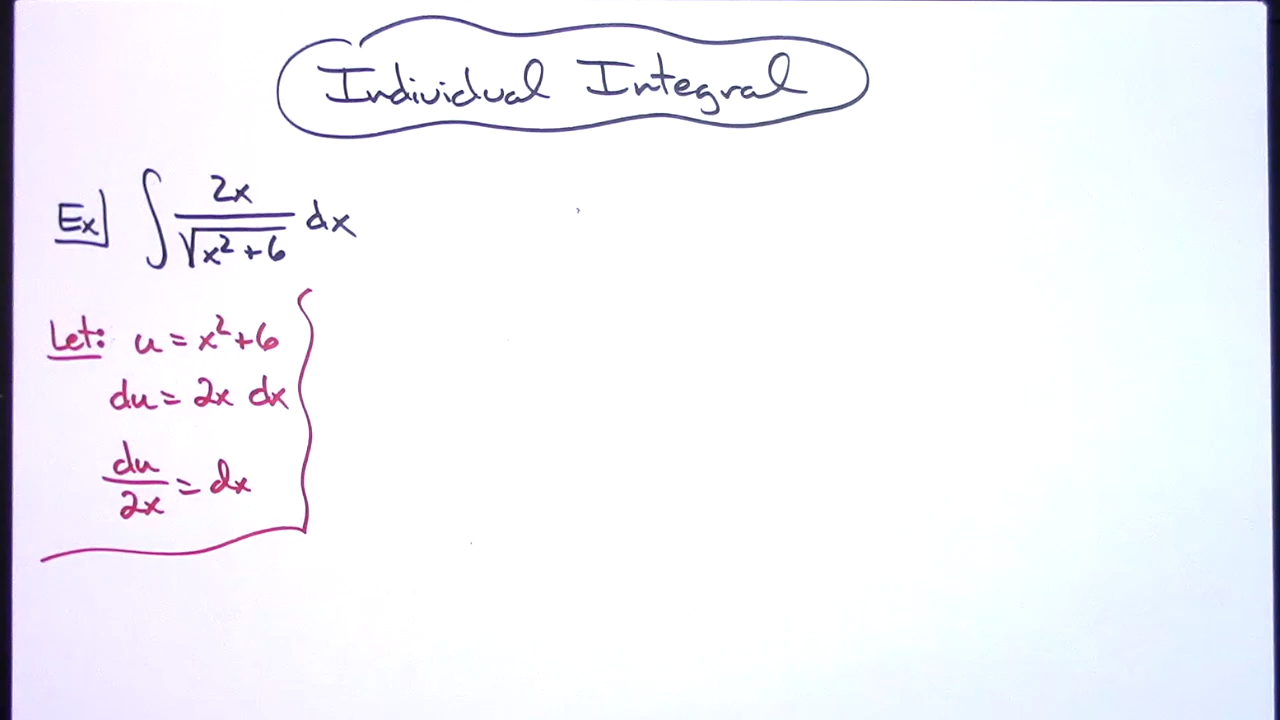 Individual Integral
Ex] ∫ 2x/√(x²+6) dx
Let: u = x²+6
du = 2x dx
du/2x = dx